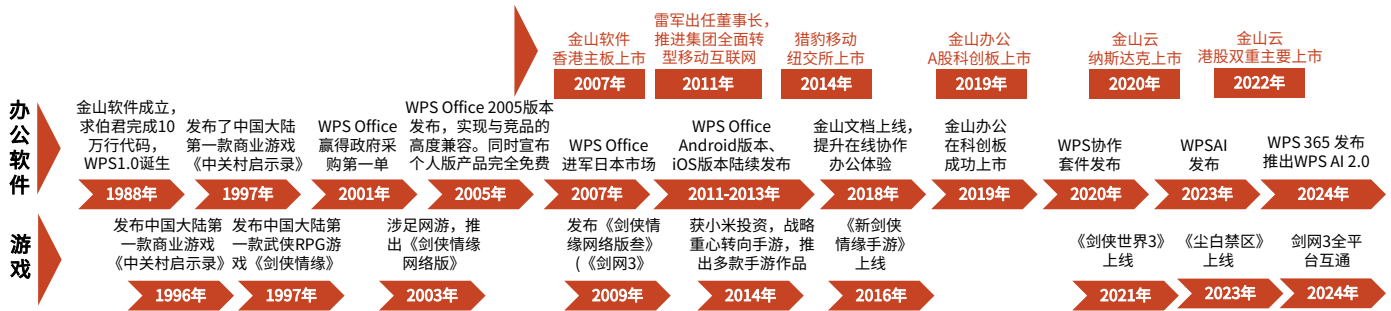 金山软件
香港主板上市
2007年
雷军出任董事长，
推进集团全面转
型移动互联网
2011年
猎豹移动
纽交所上市
2014年
金山办公
A股科创板上市
2019年
金山云
纳斯达克上市
2020年
金山云
港股双重主要上市
2022年
办公软件
金山软件成立，
求伯君完成10
万行代码，
WPS1.0诞生
1988年
发布了中国大陆
第一款商业游戏
《中关村启示录》
1997年
WPS Office
赢得政府采
购第一单
2001年
WPS Office 2005版本
发布，实现与竞品的
高度兼容。同时宣布
个人版产品完全免费
2005年
WPS Office
进军日本市场
2007年
WPS Office
Android版本、
iOS版本陆续发布
2011-2013年
金山文档上线，
提升在线协作
办公体验
2018年
金山办公
在科创板
成功上市
2019年
WPS协作
套件发布
2020年
WPSAI
发布
2023年
WPS 365 发布
推出WPS AI 2.0
2024年
游戏
发布中国大陆第
一款商业游戏
《中关村启示录》
1996年
发布中国大陆第
一款武侠RPG游
戏《剑侠情缘》
1997年
涉足网游，推
出《剑侠情缘
网络版》
2003年
发布《剑侠情
缘网络版叁》
(《剑网3》
2009年
获小米投资，战略
重心转向手游，推
出多款手游作品
2014年
《新剑侠
情缘手游》
上线
2016年
《剑侠世界3》
上线
2021年
《尘白禁区》
上线
2023年
剑网3全平
台互通
2024年